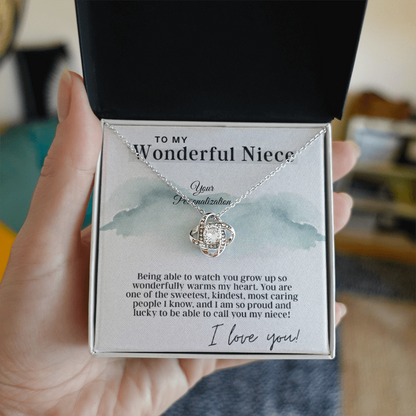 TO MY
Wonderful Niece
Your
Personalization
Being able to watch you grow up so
wonderfully warms my heart. You are
one of the sweetest, kindest, most caring
people I know, and I am so proud and
lucky to be able to call you my niece!
I love you!